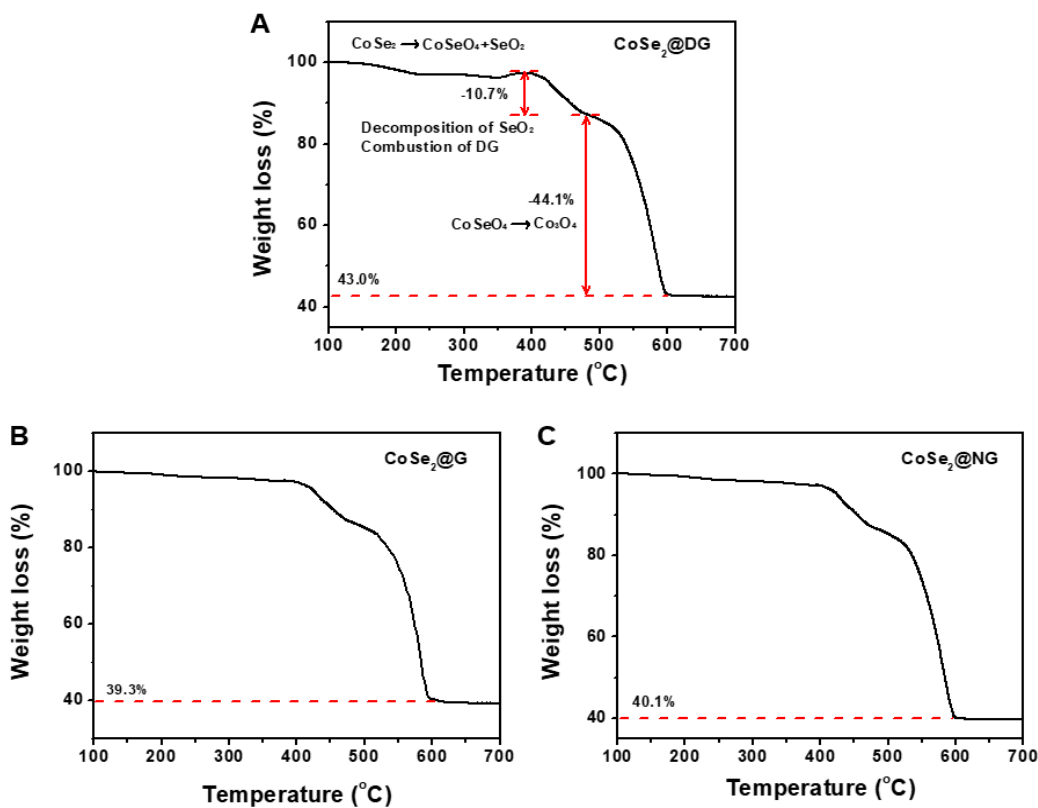 A
CoSe₂→CoSeO₄+SeO₂
CoSe₂@DG
100
80
60
40
-10.7%
Decomposition of SeO₂
Combustion of DG
-44.1%
CoSeO₄→Co₃O₄
43.0%
Weight loss (%)
100 200 300 400 500 600 700
Temperature (°C)
B
CoSe₂@G
100
80
60
40
39.3%
Weight loss (%)
100 200 300 400 500 600 700
Temperature (°C)
C
CoSe₂@NG
100
80
60
40
40.1%
Weight loss (%)
100 200 300 400 500 600 700
Temperature (°C)